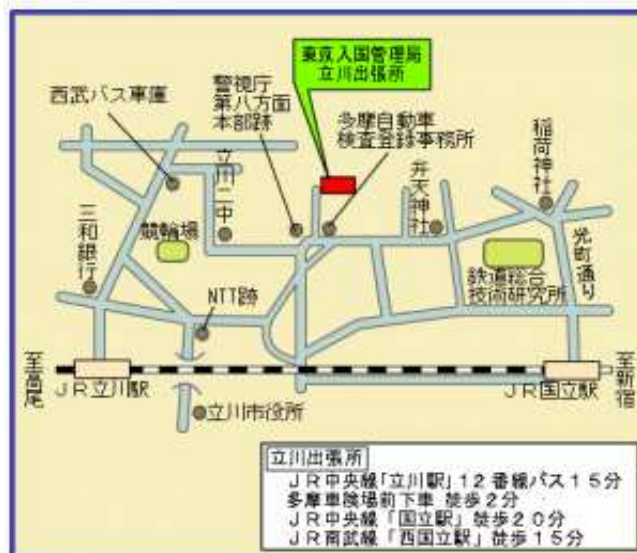 東京入国管理局
立川出張所
警視庁
第八方面
本部跡
西武バス車庫
多摩自動車
検査登録事務所
稲荷神社
立川二中
弁天神社
三和銀行
競輪場
光町通り
鉄道総合
技術研究所
NTT跡
至高尾
至新宿
JR立川駅
JR国立駅
立川市役所
立川出張所
JR中央線「立川駅」12番線バス15分
多摩車検場前下車 徒歩2分
JR中央線「国立駅」徒歩20分
JR南武線「西国立駅」徒歩15分